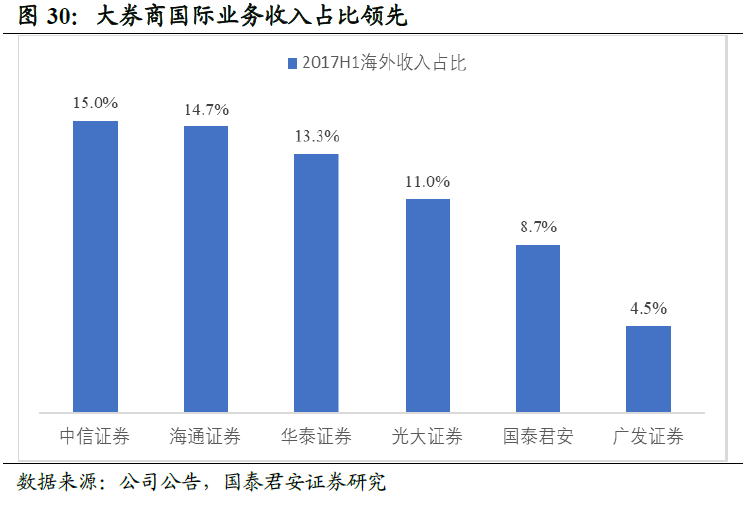 图 30：大券商国际业务收入占比领先
2017H1海外收入占比
15.0%
14.7%
13.3%
11.0%
8.7%
4.5%
中信证券 海通证券 华泰证券 光大证券 国泰君安 广发证券
数据来源：公司公告，国泰君安证券研究